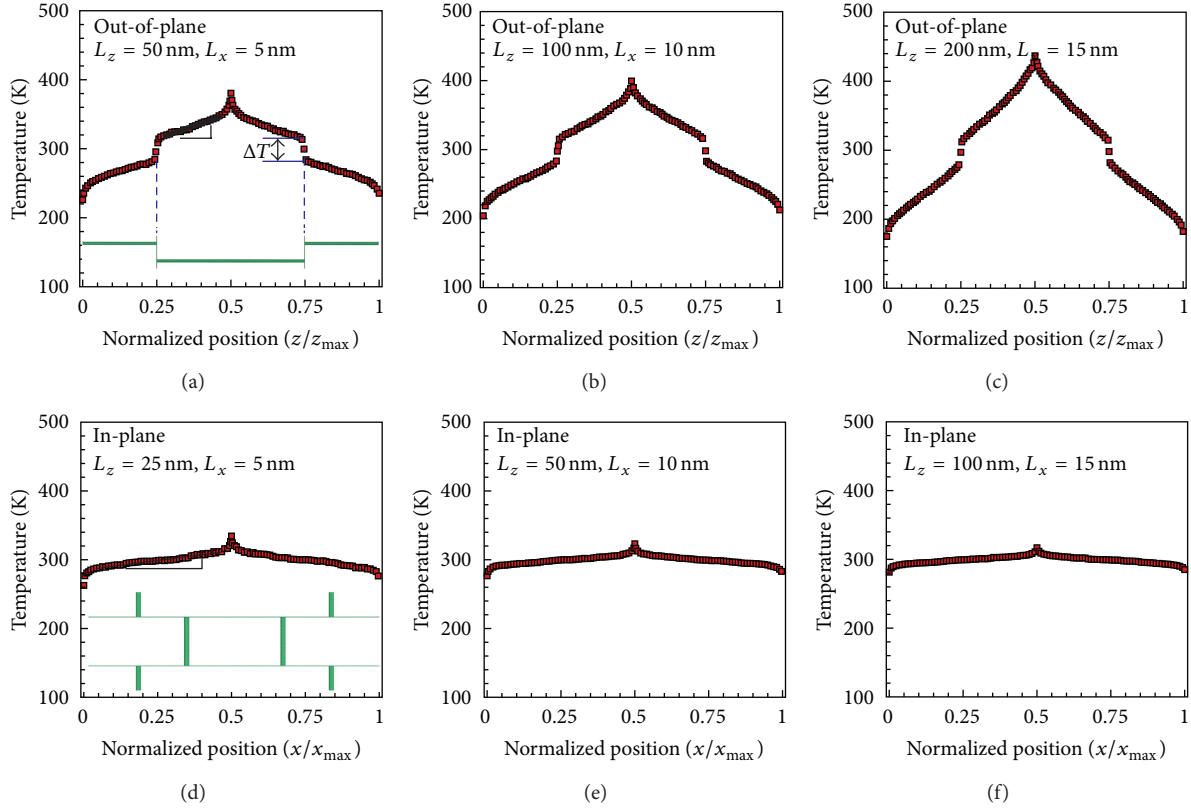 500
400
300
200
100
Temperature (K)
Out-of-plane
L_z = 50 nm, L_x = 5 nm
ΔT
0 0.25 0.5 0.75 1
Normalized position (z/z_max)
(a)
500
400
300
200
100
Temperature (K)
Out-of-plane
L_z = 100 nm, L_x = 10 nm
0 0.25 0.5 0.75 1
Normalized position (z/z_max)
(b)
500
400
300
200
100
Temperature (K)
Out-of-plane
L_z = 200 nm, L = 15 nm
0 0.25 0.5 0.75 1
Normalized position (z/z_max)
(c)
500
400
300
200
100
Temperature (K)
In-plane
L_z = 25 nm, L_x = 5 nm
0 0.25 0.5 0.75 1
Normalized position (x/x_max)
(d)
500
400
300
200
100
Temperature (K)
In-plane
L_z = 50 nm, L_x = 10 nm
0 0.25 0.5 0.75 1
Normalized position (x/x_max)
(e)
500
400
300
200
100
Temperature (K)
In-plane
L_z = 100 nm, L_x = 15 nm
0 0.25 0.5 0.75 1
Normalized position (x/x_max)
(f)